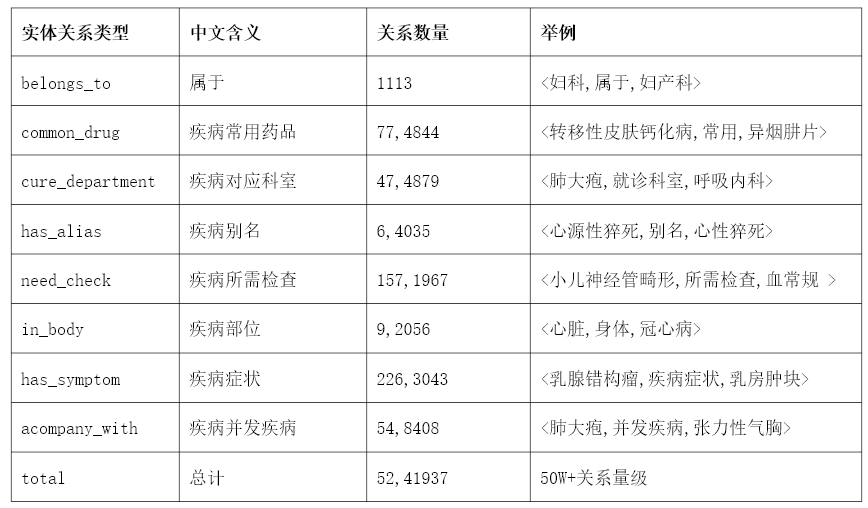 实体关系类型 中文含义 关系数量 举例
belongs_to 属于 1113 <妇科,属于,妇产科>
common_drug 疾病常用药品 77,4844 <转移性皮肤钙化病,常用,异烟肼片>
cure_department 疾病对应科室 47,4879 <肺大疱,就诊科室,呼吸内科>
has_alias 疾病别名 6,4035 <心源性猝死,别名,心性猝死>
need_check 疾病所需检查 157,1967 <小儿神经管畸形,所需检查,血常规 >
in_body 疾病部位 9,2056 <心脏,身体,冠心病>
has_symptom 疾病症状 226,3043 <乳腺错构瘤,疾病症状,乳房肿块>
acompany_with 疾病并发疾病 54,8408 <肺大疱,并发疾病,张力性气胸>
total 总计 52,41937 50W+关系量级